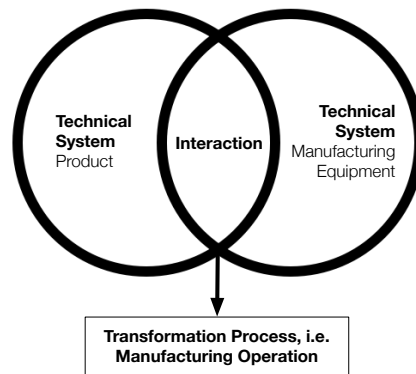 Technical
System
Product
Interaction
Technical
System
Manufacturing
Equipment
Transformation Process, i.e.
Manufacturing Operation